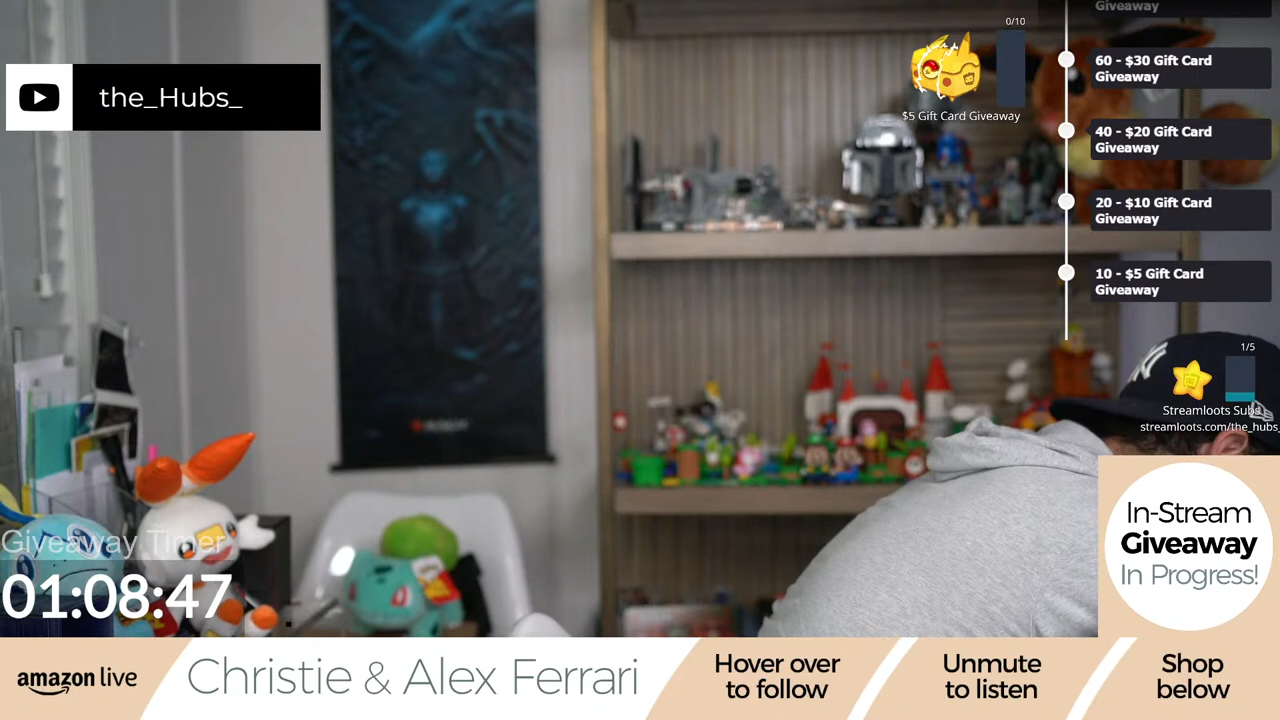 the_Hubs_
0/10
$5 Gift Card Giveaway
Giveaway
60 - $30 Gift Card
Giveaway
40 - $20 Gift Card
Giveaway
20 - $10 Gift Card
Giveaway
10 - $5 Gift Card
Giveaway
1/5
Streamloots Subs
streamloots.com/the_hubs_
In-Stream
Giveaway
In Progress!
Giveaway Timer
01:08:47
amazon live
Christie & Alex Ferrari
Hover over
to follow
Unmute
to listen
Shop
below